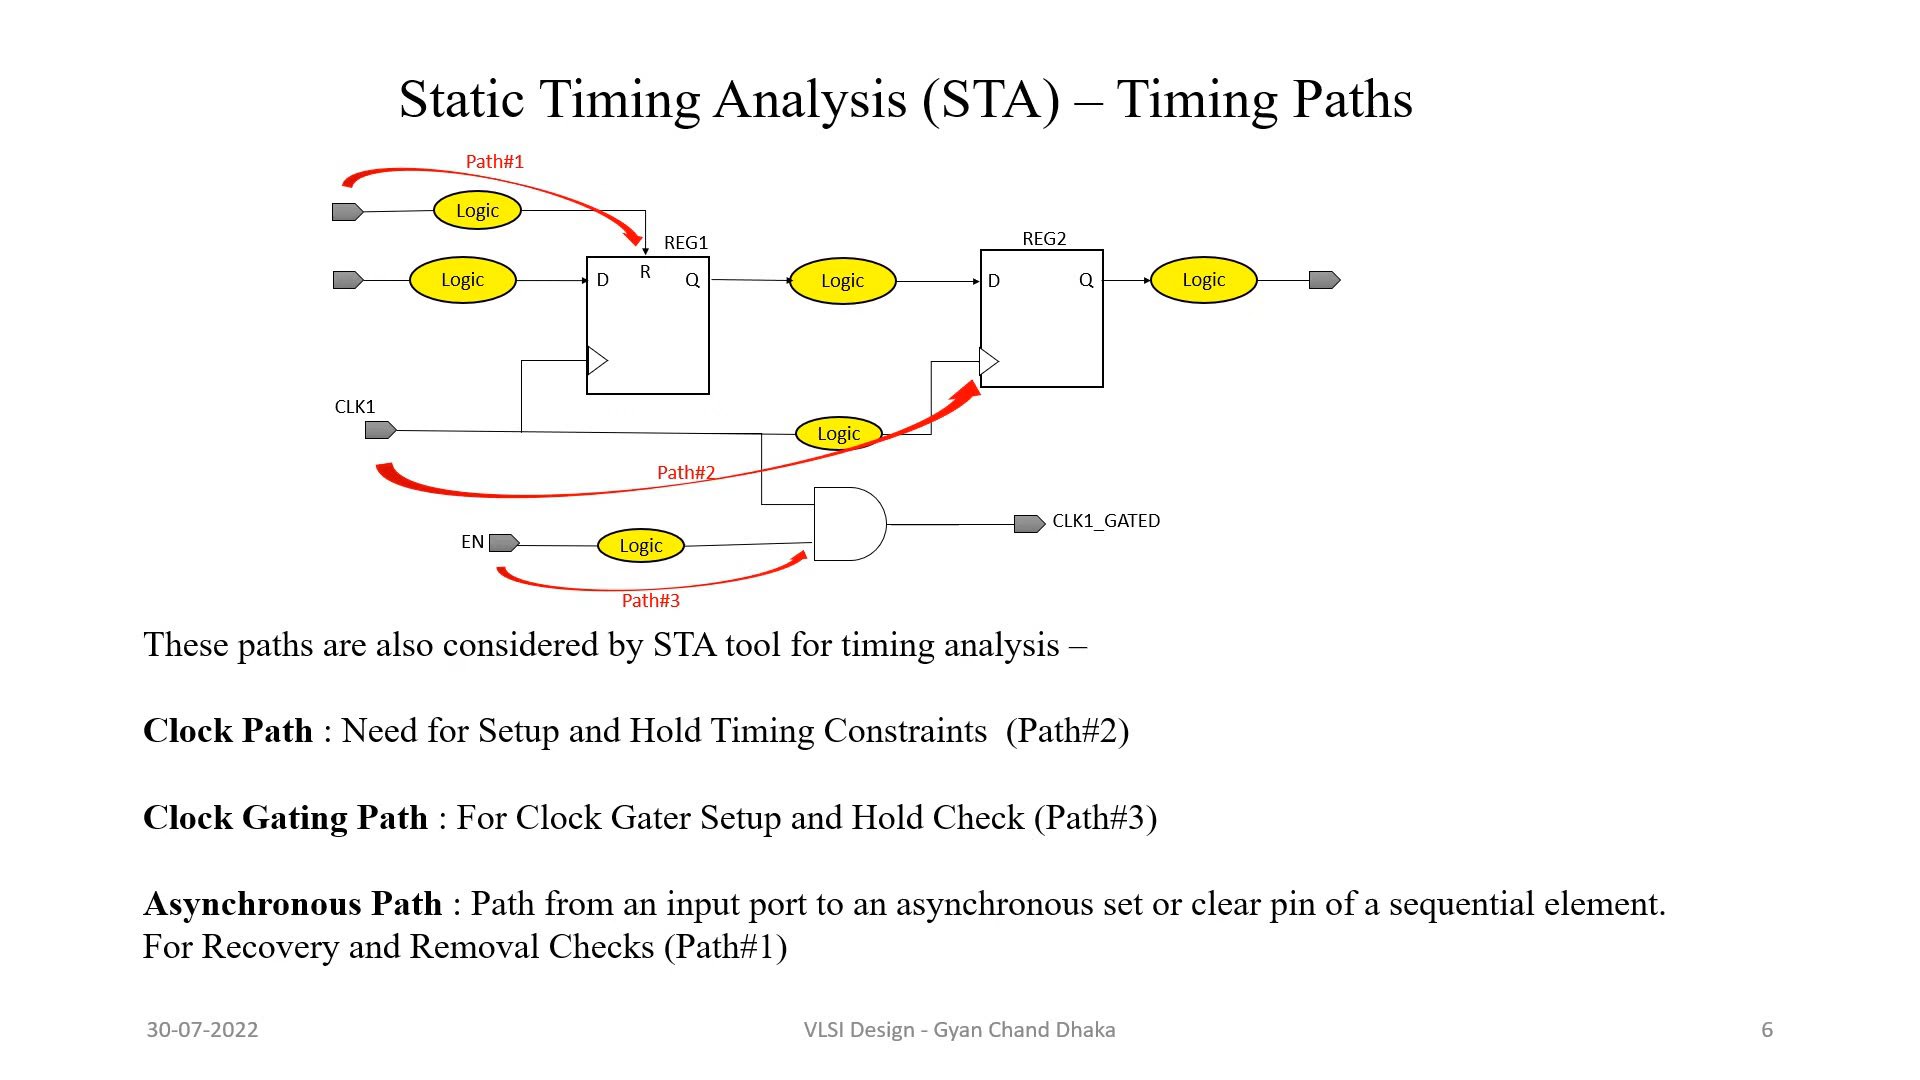 Static Timing Analysis (STA) – Timing Paths
Path#1
Logic
REG1
REG2
Logic
D
R
Q
Logic
D
Q
Logic
CLK1
Logic
Path#2
CLK1_GATED
EN
Logic
Path#3
These paths are also considered by STA tool for timing analysis –
Clock Path : Need for Setup and Hold Timing Constraints (Path#2)
Clock Gating Path : For Clock Gater Setup and Hold Check (Path#3)
Asynchronous Path : Path from an input port to an asynchronous set or clear pin of a sequential element.
For Recovery and Removal Checks (Path#1)
30-07-2022
VLSI Design - Gyan Chand Dhaka
6